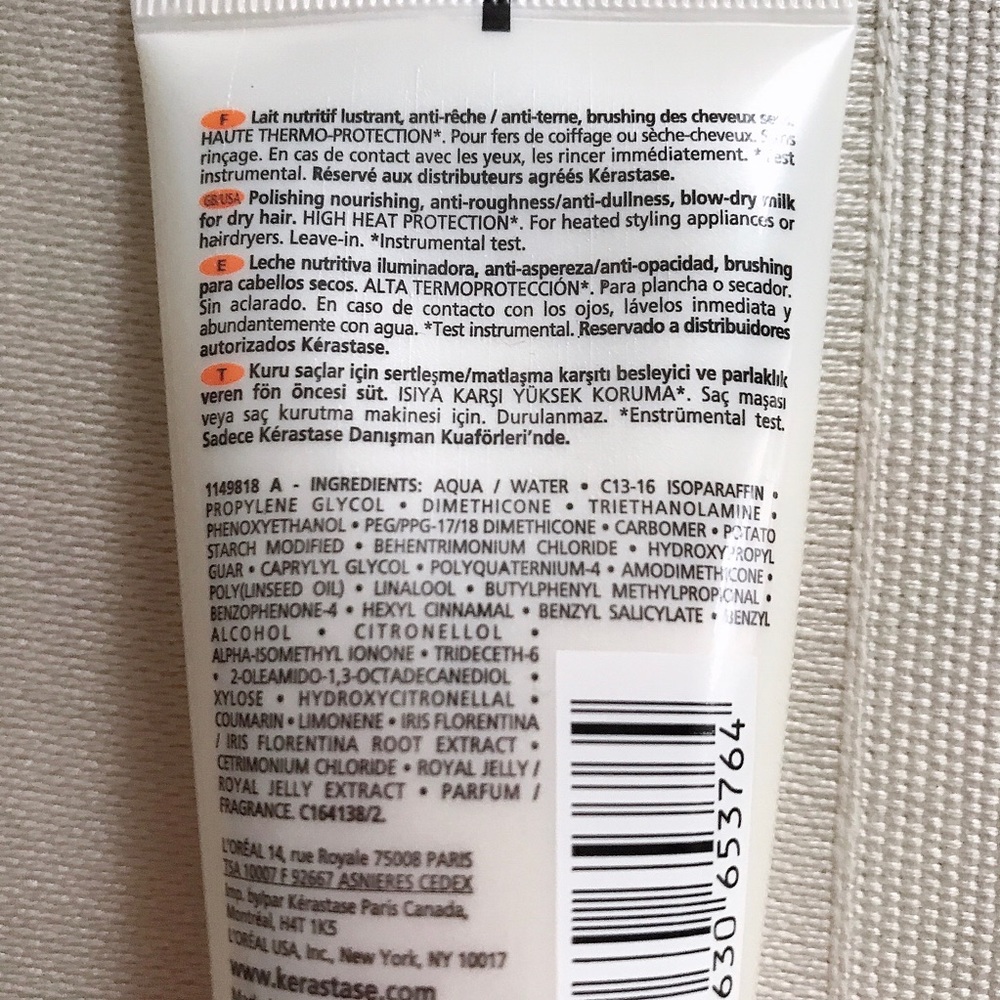 F Lait nutritif lustrant, anti-rêche / anti-terne, brushing des cheveux
HAUTE THERMO-PROTECTION*. Pour fers de coiffage ou sèche-cheveux.
rinçage. En cas de contact avec les yeux, les rincer immédiatement.
instrumental. Réservé aux distributeurs agréés Kérastase.
GB/USA Polishing nourishing, anti-roughness/anti-dullness, blow-dry milk
for dry hair. HIGH HEAT PROTECTION*. For heated styling appliances or
hairdryers. Leave-in. *Instrumental test.
E Leche nutritiva iluminadora, anti-aspereza/anti-opacidad, brushing
para cabellos secos. ALTA TERMOPROTECCIÓN*. Para plancha o secador.
Sin aclarado. En caso de contacto con los ojos, lávelos inmediata y
abundantemente con agua. *Test instrumental. Reservado a distribuidores
autorizados Kérastase.
T Kuru saçlar için sertleşme/matlaşma karşıtı besleyici ve parlaklık
veren fön öncesi süt. ISIYA KARŞI YÜKSEK KORUMA*. Saç maşası
veya saç kurutma makinesi için. Durulanmaz. *Enstrümental test.
Sadece Kérastase Danışman Kuaförleri'nde.
1149818 A - INGREDIENTS: AQUA / WATER • C13-16 ISOPARAFFIN •
PROPYLENE GLYCOL • DIMETHICONE • TRIETHANOLAMINE •
PHENOXYETHANOL • PEG/PPG-17/18 DIMETHICONE • CARBOMER • POTATO
STARCH MODIFIED • BEHENTRIMONIUM CHLORIDE • HYDROXYPROPYL
GUAR • CAPRYLYL GLYCOL • POLYQUATERNIUM-4 • AMODIMETHICONE •
POLY(LINSEED OIL) • LINALOOL • BUTYLPHENYL METHYLPROPIONAL •
BENZOPHENONE-4 • HEXYL CINNAMAL • BENZYL SALICYLATE • BENZYL
ALCOHOL • CITRONELLOL •
ALPHA-ISOMETHYL IONONE • TRIDECETH-6
• 2-OLEAMIDO-1,3-OCTADECANEDIOL •
XYLOSE • HYDROXYCITRONELLAL •
COUMARIN • LIMONENE • IRIS FLORENTINA
/ IRIS FLORENTINA ROOT EXTRACT •
CETRIMONIUM CHLORIDE • ROYAL JELLY /
ROYAL JELLY EXTRACT • PARFUM /
FRAGRANCE. C164138/2.
L'ORÉAL 14, rue Royale 75008 PARIS
TSA 10007 F 92667 ASNIERES CEDEX
Imp. by/par Kérastase Paris Canada,
Montréal, H4T 1K5
L'ORÉAL USA, Inc., New York, NY 10017
www.kerastase.com
630 653764